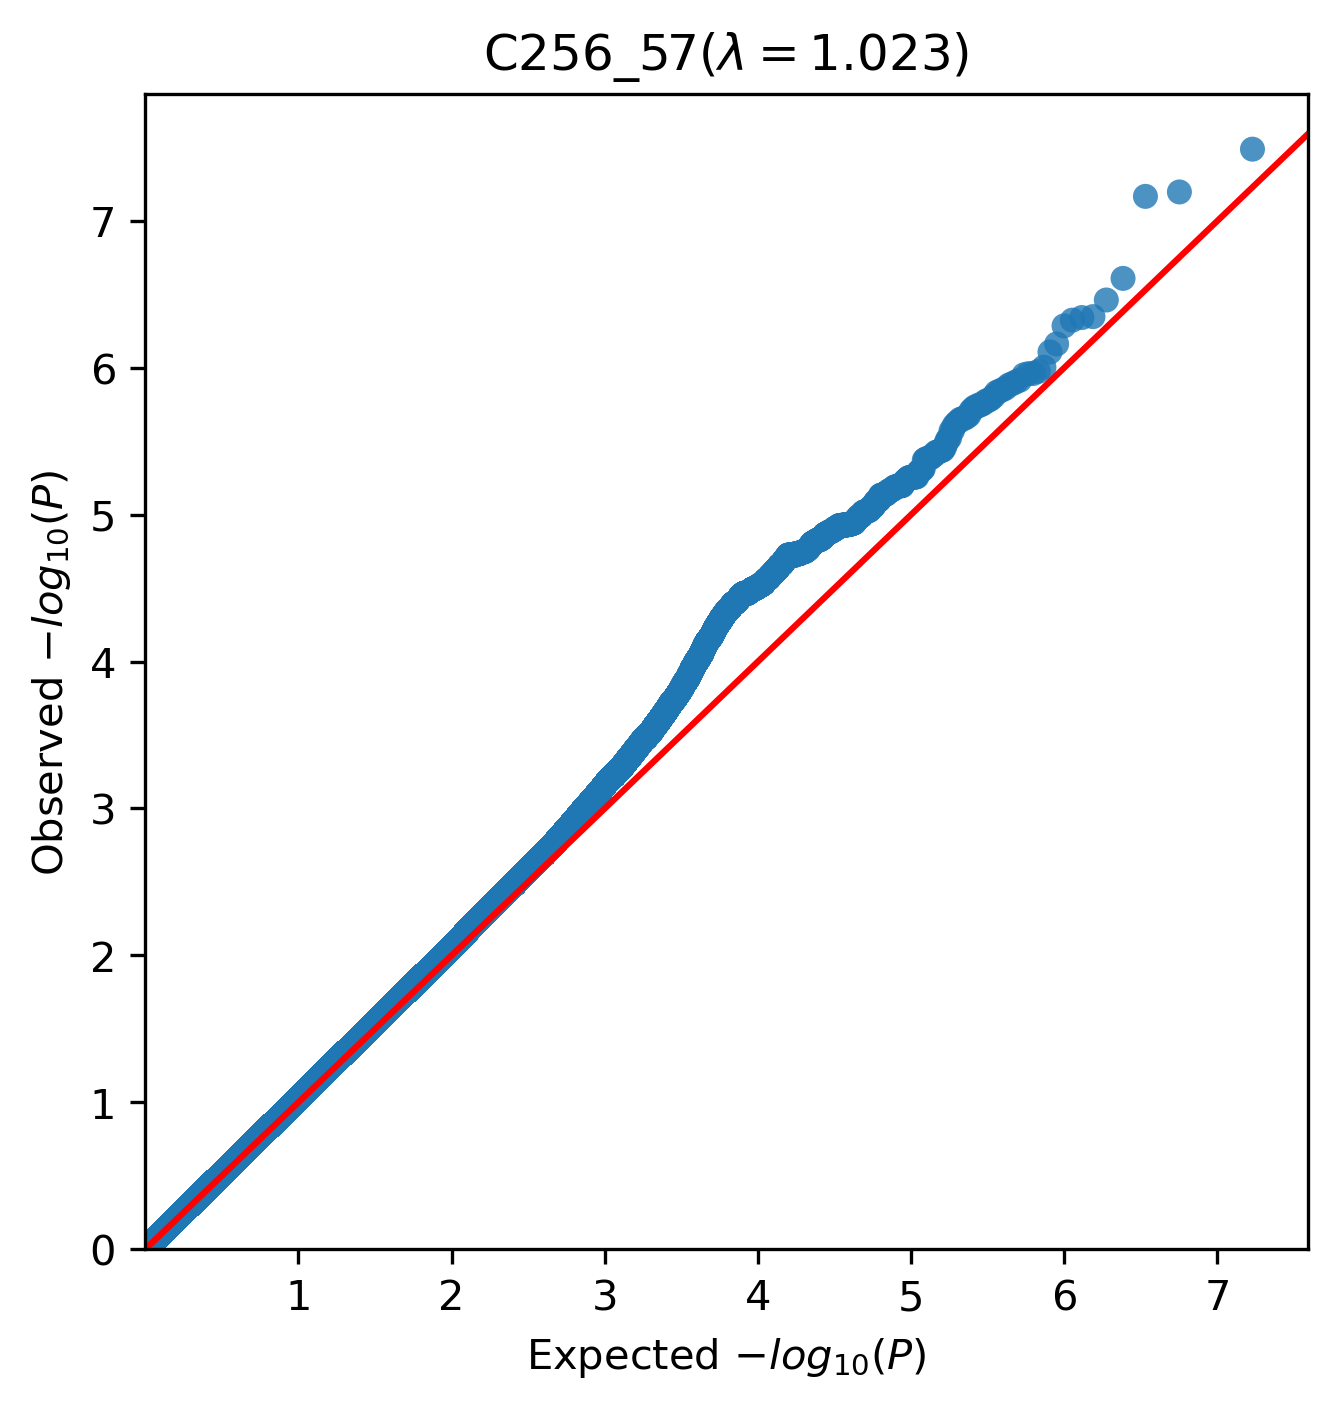 C256_57(λ = 1.023)
Observed −log₁₀(P)
7
6
5
4
3
2
1
0
1 2 3 4 5 6 7
Expected −log₁₀(P)